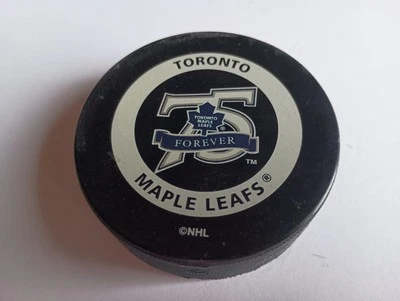 TORONTO
75
TORONTO
MAPLE
LEAFS
FOREVER
TM
MAPLE LEAFS®
©NHL